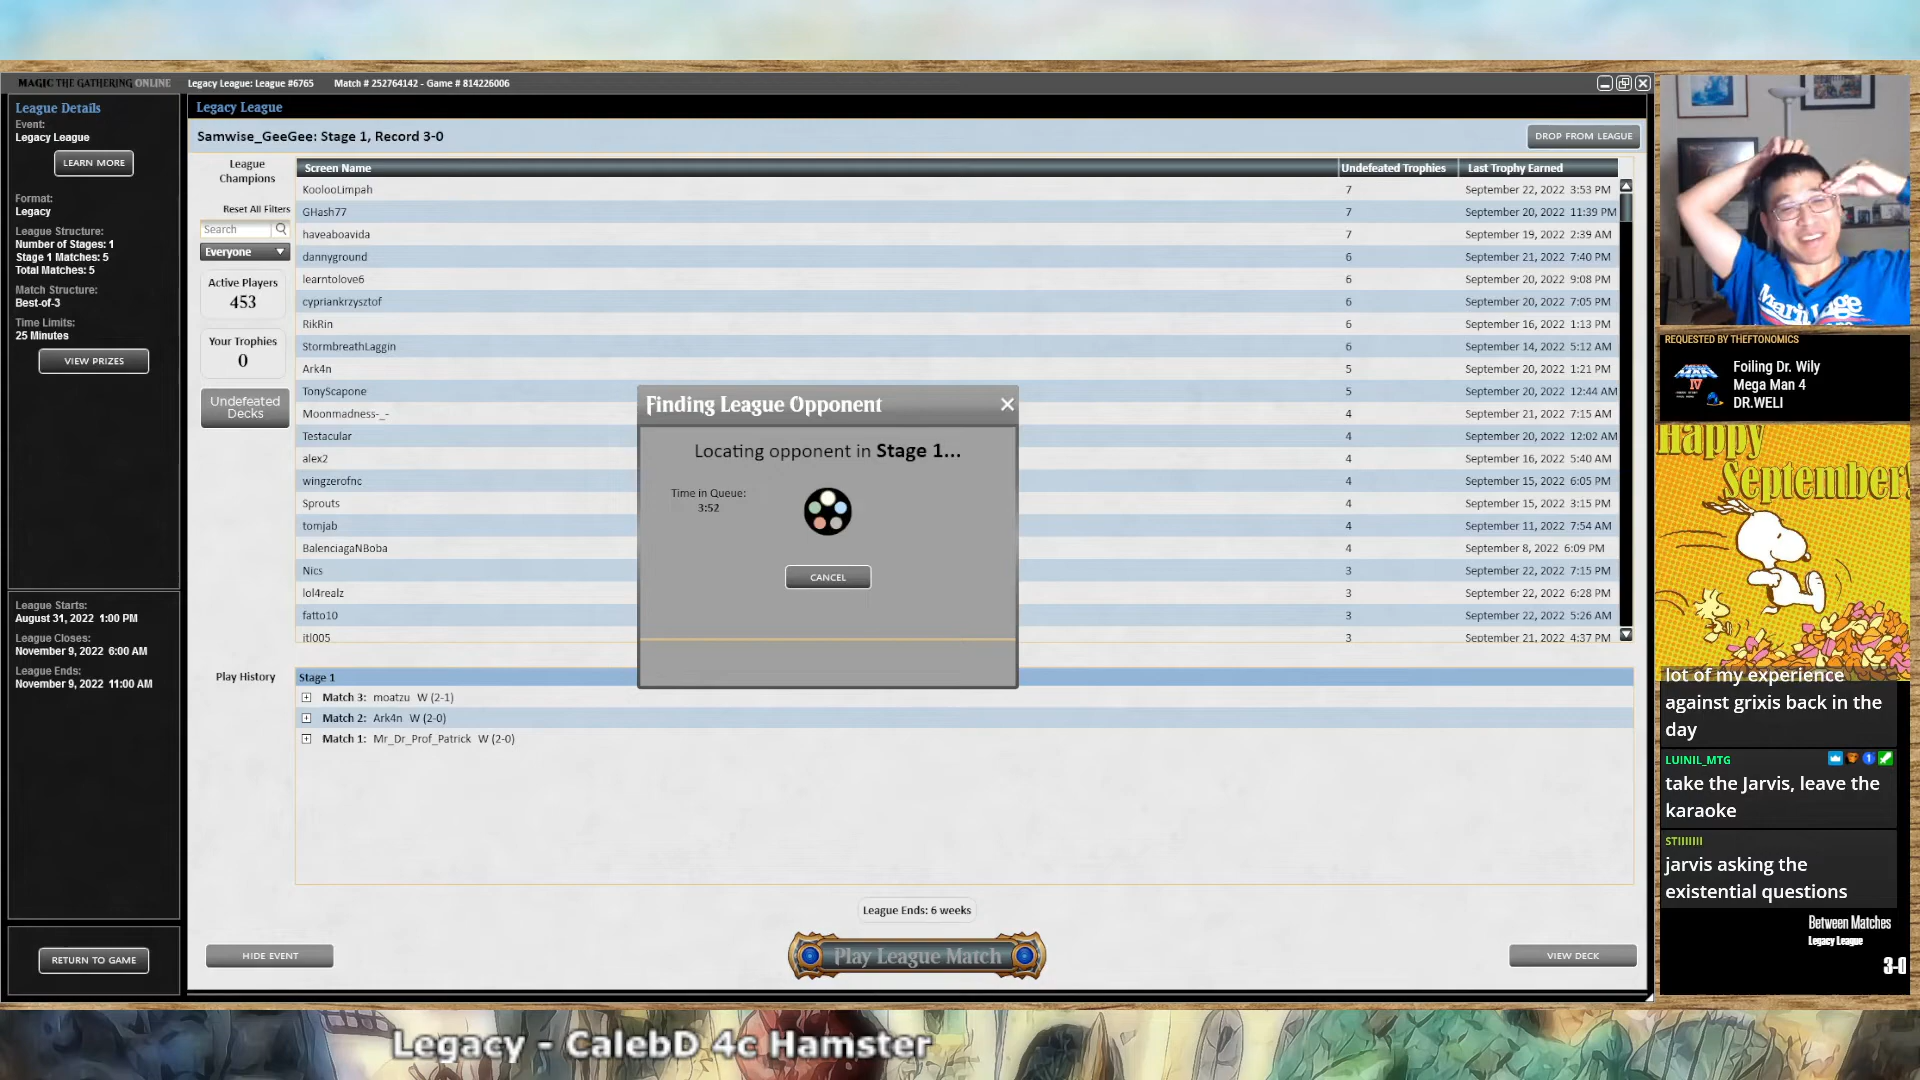 MAGIC THE GATHERING ONLINE
Legacy League: League #6765 Match # 252764142 - Game # 814226006
League Details
Event:
Legacy League
LEARN MORE
Format:
Legacy
League Structure:
Number of Stages: 1
Stage 1 Matches: 5
Total Matches: 5
Match Structure:
Best-of-3
Time Limits:
25 Minutes
VIEW PRIZES
League Starts:
August 31, 2022 1:00 PM
League Closes:
November 9, 2022 6:00 AM
League Ends:
November 9, 2022 11:00 AM
RETURN TO GAME
Legacy League
Samwise_GeeGee: Stage 1, Record 3-0
DROP FROM LEAGUE
League
Champions
Reset All Filters
Search
Everyone
Active Players
453
Your Trophies
0
Undefeated
Decks
Screen Name Undefeated Trophies Last Trophy Earned
KoolooLimpah 7 September 22, 2022 3:53 PM
GHash77 7 September 20, 2022 11:39 PM
haveaboavida 7 September 19, 2022 2:39 AM
dannyground 6 September 21, 2022 7:40 PM
learntolove6 6 September 20, 2022 9:08 PM
cypriankrzysztof 6 September 20, 2022 7:05 PM
RikRin 6 September 16, 2022 1:13 PM
StormbreathLaggin 6 September 14, 2022 5:12 AM
Ark4n 5 September 20, 2022 1:21 PM
TonyScapone 5 September 20, 2022 12:44 AM
Moonmadness-_- 4 September 21, 2022 7:15 AM
Testacular 4 September 20, 2022 12:02 AM
alex2 4 September 16, 2022 5:40 AM
wingzerofnc 4 September 15, 2022 6:05 PM
Sprouts 4 September 15, 2022 3:15 PM
tomjab 4 September 11, 2022 7:54 AM
BalenciagaNBoba 4 September 8, 2022 6:09 PM
Nics 3 September 22, 2022 7:15 PM
lol4realz 3 September 22, 2022 6:28 PM
fatto10 3 September 22, 2022 5:26 AM
itl005 3 September 21, 2022 4:37 PM
Finding League Opponent
Locating opponent in Stage 1...
Time in Queue:
3:52
CANCEL
Play History
Stage 1
Match 3: moatzu W (2-1)
Match 2: Ark4n W (2-0)
Match 1: Mr_Dr_Prof_Patrick W (2-0)
League Ends: 6 weeks
HIDE EVENT
Play League Match
VIEW DECK
Marit Lage
REQUESTED BY THEFTONOMICS
MEGA MAN IV
Foiling Dr. Wily
Mega Man 4
DR.WELI
Happy
September!
lot of my experience
against grixis back in the
day
LUINIL_MTG
take the Jarvis, leave the
karaoke
STIIIIIII
jarvis asking the
existential questions
Between Matches
Legacy League
3-0
Legacy - CalebD 4c Hamster